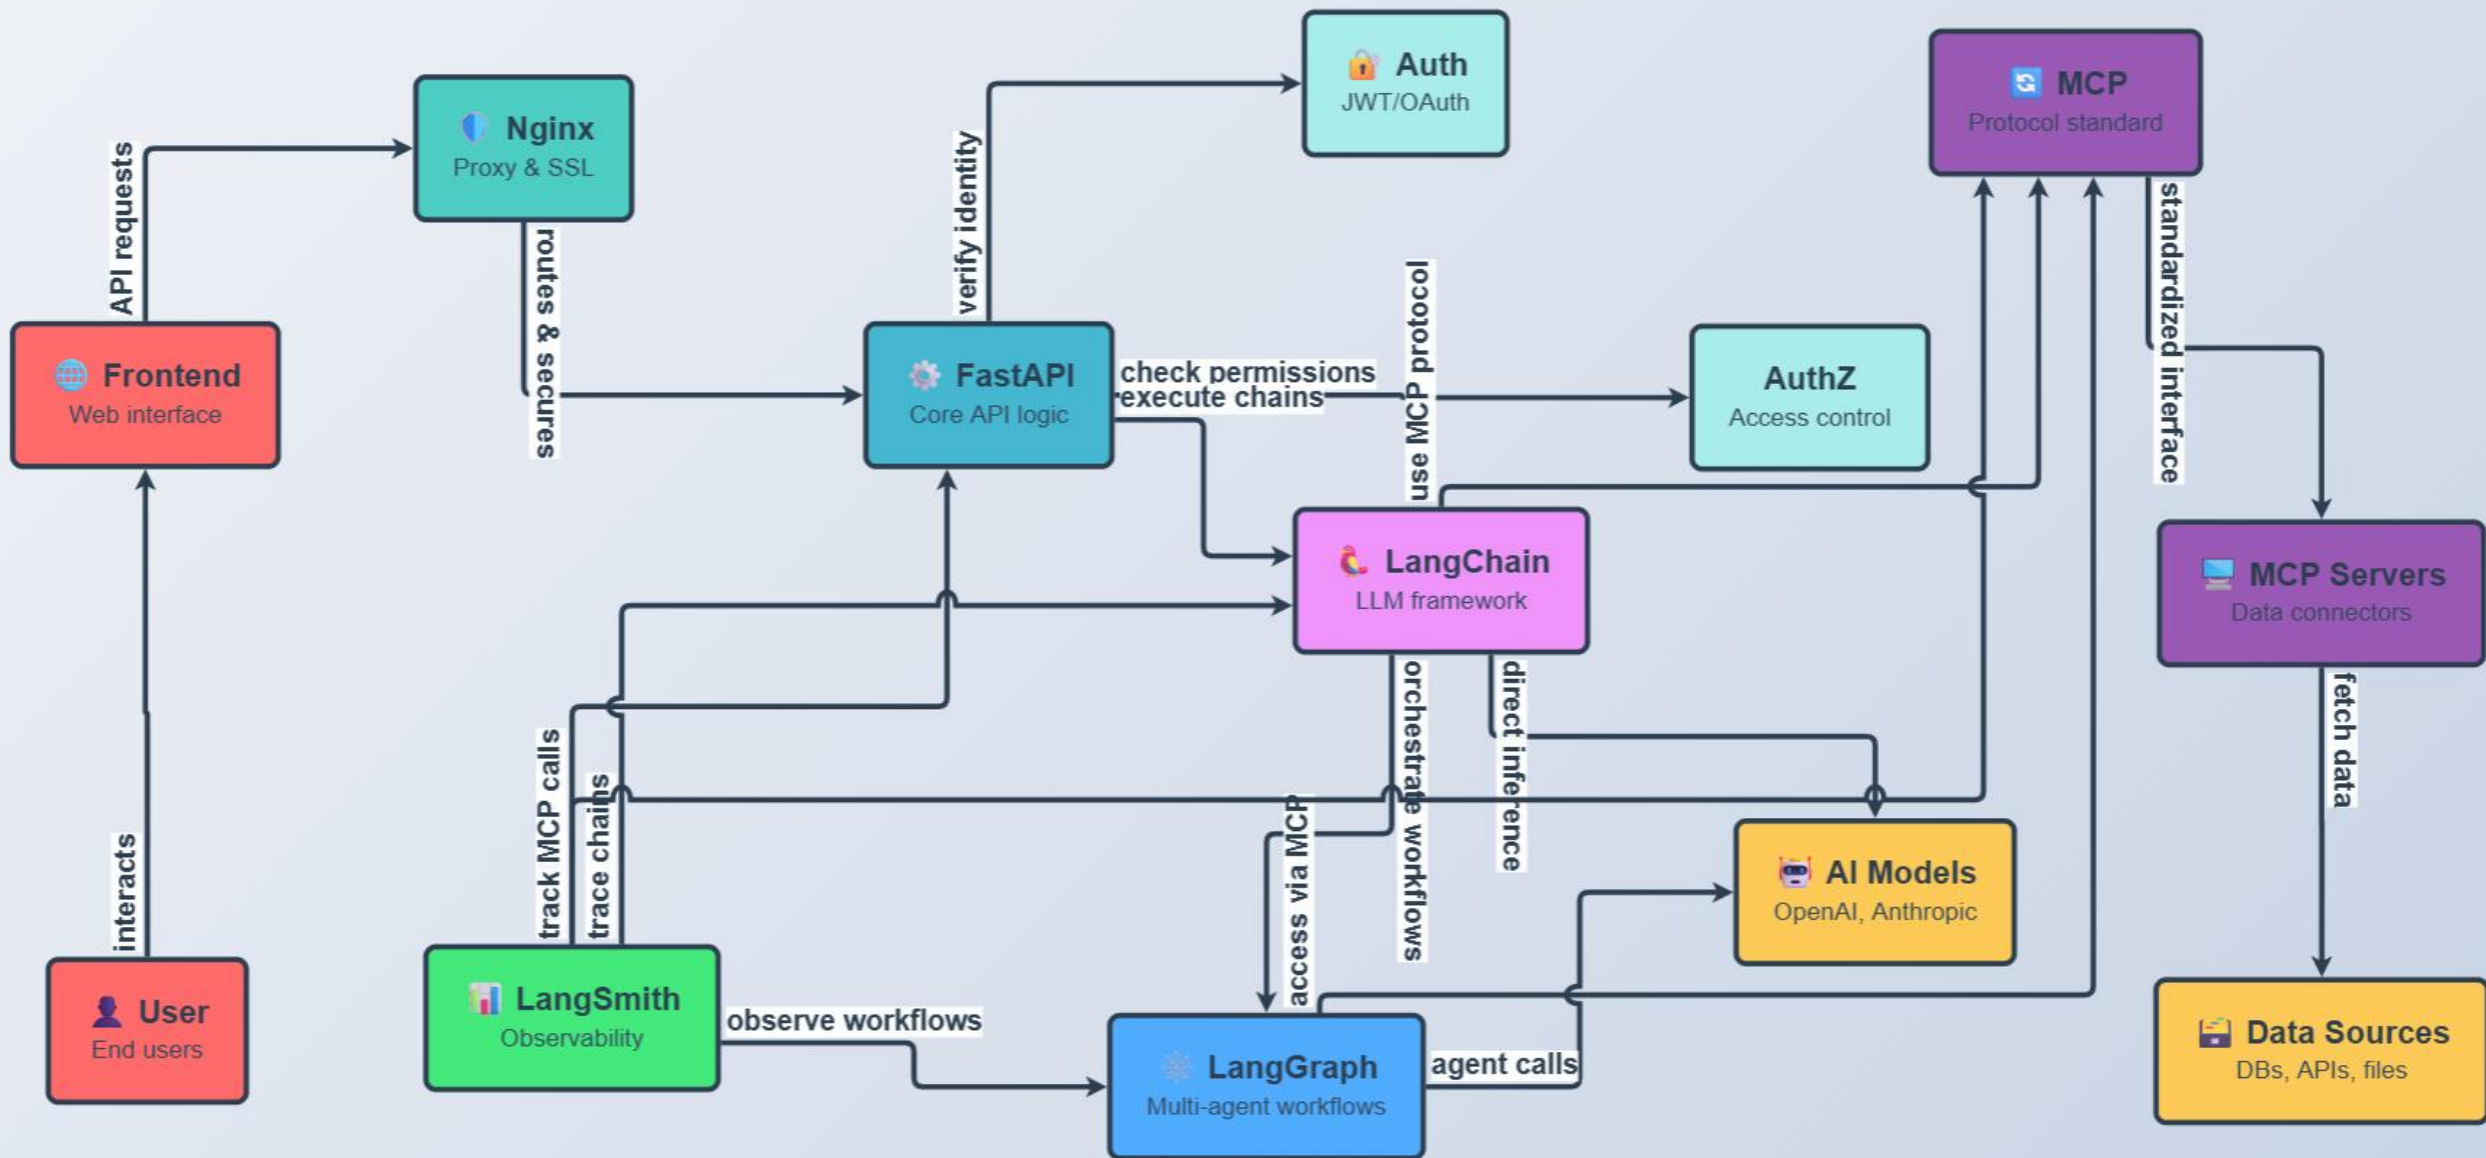 Auth
JWT/OAuth
MCP
Protocol standard
Nginx
Proxy & SSL
API requests
routes & secures
verify identity
standardized interface
use MCP protocol
Frontend
Web interface
FastAPI
Core API logic
check permissions
execute chains
AuthZ
Access control
LangChain
LLM framework
MCP Servers
Data connectors
orchestrate workflows
direct inference
fetch data
track MCP calls
trace chains
access via MCP
interacts
AI Models
OpenAI, Anthropic
User
End users
LangSmith
Observability
observe workflows
LangGraph
Multi-agent workflows
agent calls
Data Sources
DBs, APIs, files